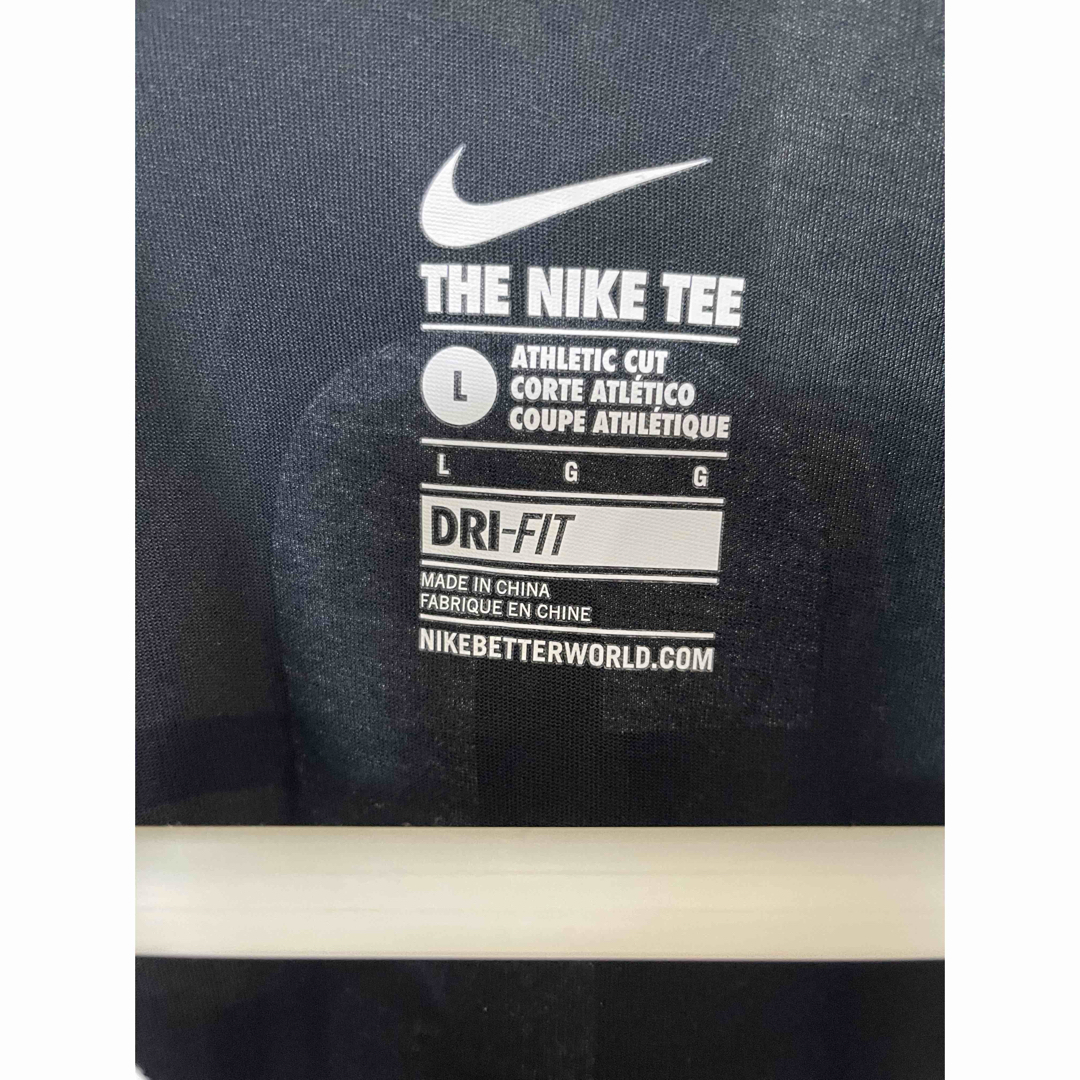 THE NIKE TEE
L
ATHLETIC CUT
CORTE ATLÉTICO
COUPE ATHLÉTIQUE
L G G
DRI-FIT
MADE IN CHINA
FABRIQUE EN CHINE
NIKEBETTERWORLD.COM